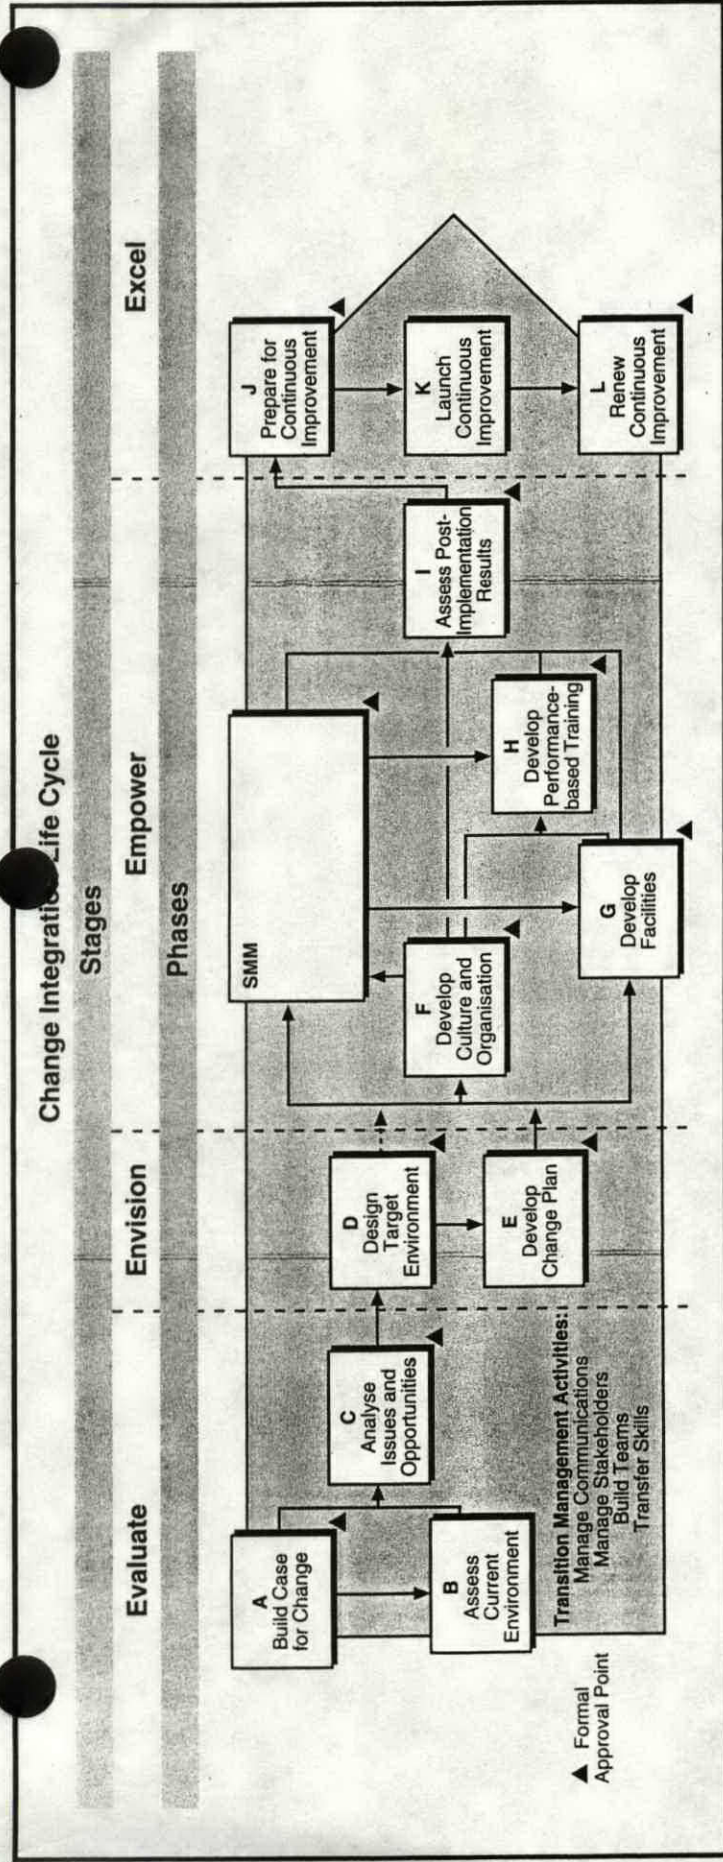 Change Integration Life Cycle
Stages
Evaluate
Envision
Empower
Excel
Phases
A
Build Case
for Change
B
Assess
Current
Environment
C
Analyse
Issues and
Opportunities
D
Design
Target
Environment
E
Develop
Change Plan
SMM
F
Develop
Culture and
Organisation
G
Develop
Facilities
H
Develop
Performance-
based Training
I
Assess Post-
Implementation
Results
J
Prepare for
Continuous
Improvement
K
Launch
Continuous
Improvement
L
Renew
Continuous
Improvement
Transition Management Activities:
Manage Communications
Manage Stakeholders
Build Teams
Transfer Skills
▲ Formal
Approval Point